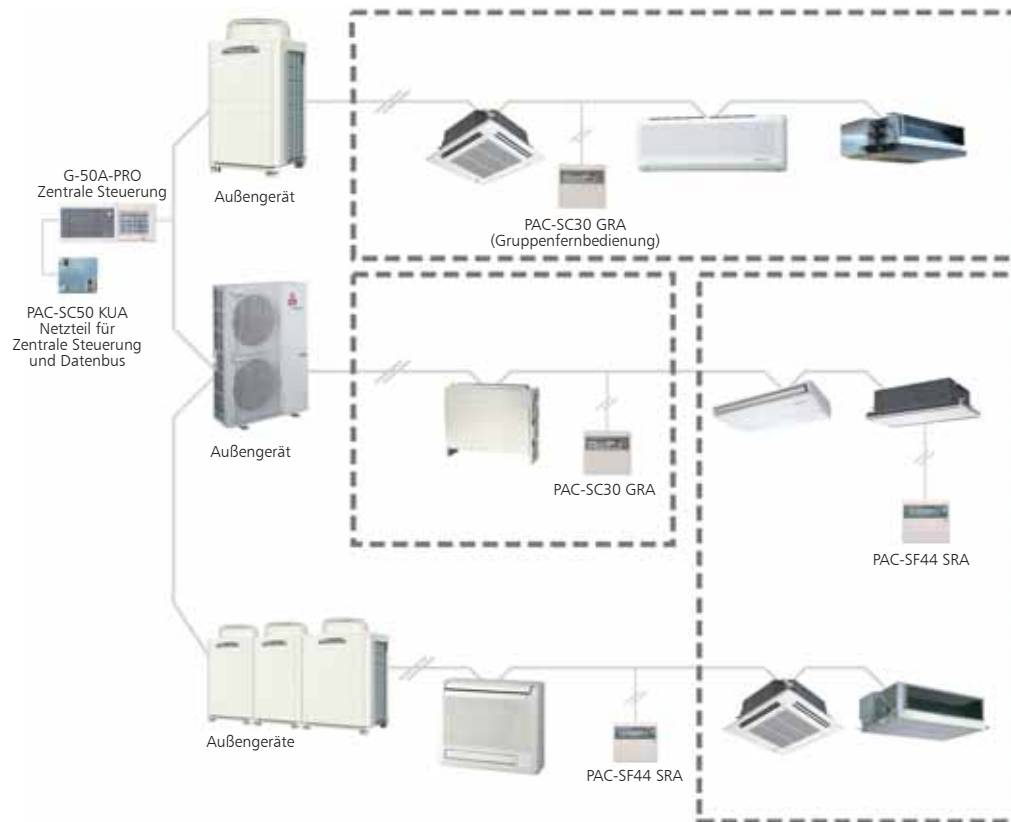 G-50A-PRO
Zentrale Steuerung
Außengerät
PAC-SC30 GRA
(Gruppenfernbedienung)
PAC-SC50 KUA
Netzteil für
Zentrale Steuerung
und Datenbus
Außengerät
PAC-SC30 GRA
PAC-SF44 SRA
Außengeräte
PAC-SF44 SRA